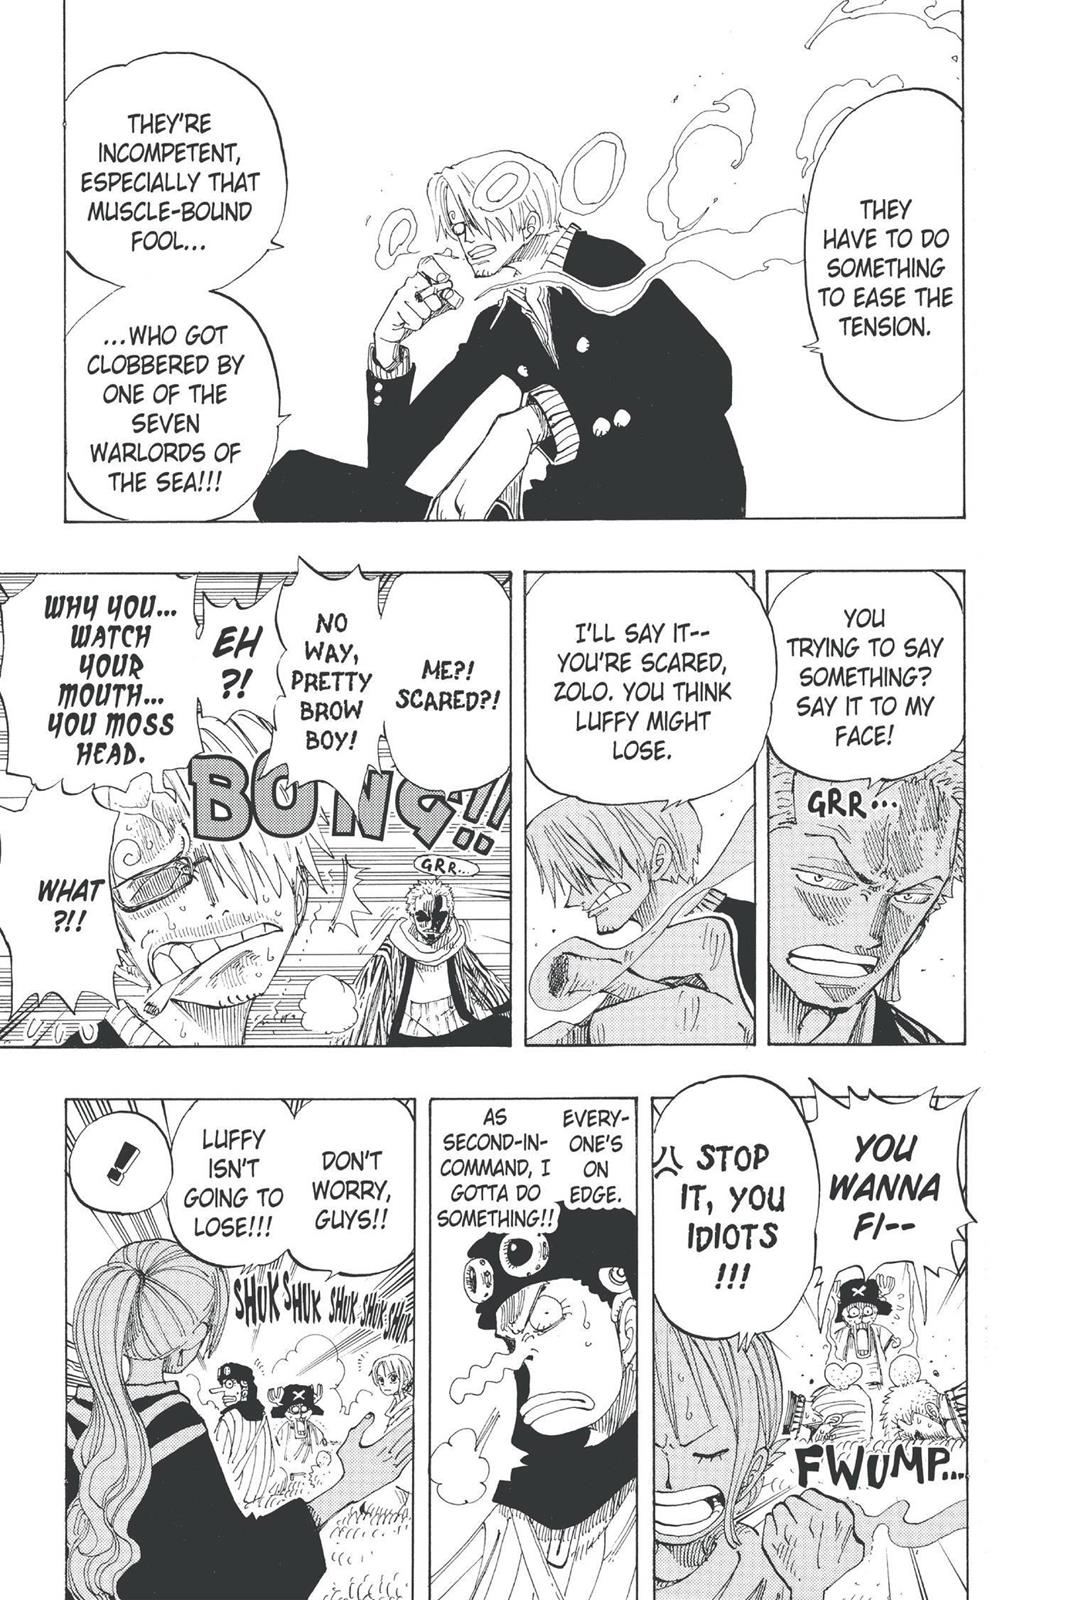 THEY
HAVE TO DO
SOMETHING
TO EASE THE
TENSION.
THEY'RE
INCOMPETENT,
ESPECIALLY THAT
MUSCLE-BOUND
FOOL...
...WHO GOT
CLOBBERED BY
ONE OF THE
SEVEN
WARLORDS OF
THE SEA!!!
YOU
TRYING TO SAY
SOMETHING?
SAY IT TO MY
FACE!
GRR...
I'LL SAY IT--
YOU'RE SCARED,
ZOLO. YOU THINK
LUFFY MIGHT
LOSE.
ME?!
SCARED?!
NO
WAY,
PRETTY
BROW
BOY!
EH
?!
BONG!!
GRR...
WHY YOU...
WATCH
YOUR
MOUTH...
YOU MOSS
HEAD.
WHAT
?!!
UUU
YOU
WANNA
FI--
STOP
IT, YOU
IDIOTS
!!!
FWUMP...
EVERY-
ONE'S
ON
EDGE.
AS
SECOND-IN-
COMMAND, I
GOTTA DO
SOMETHING!!
DON'T
WORRY,
GUYS!!
LUFFY
ISN'T
GOING TO
LOSE!!!
SHUK SHUK SHUK SHUK SHUK
!